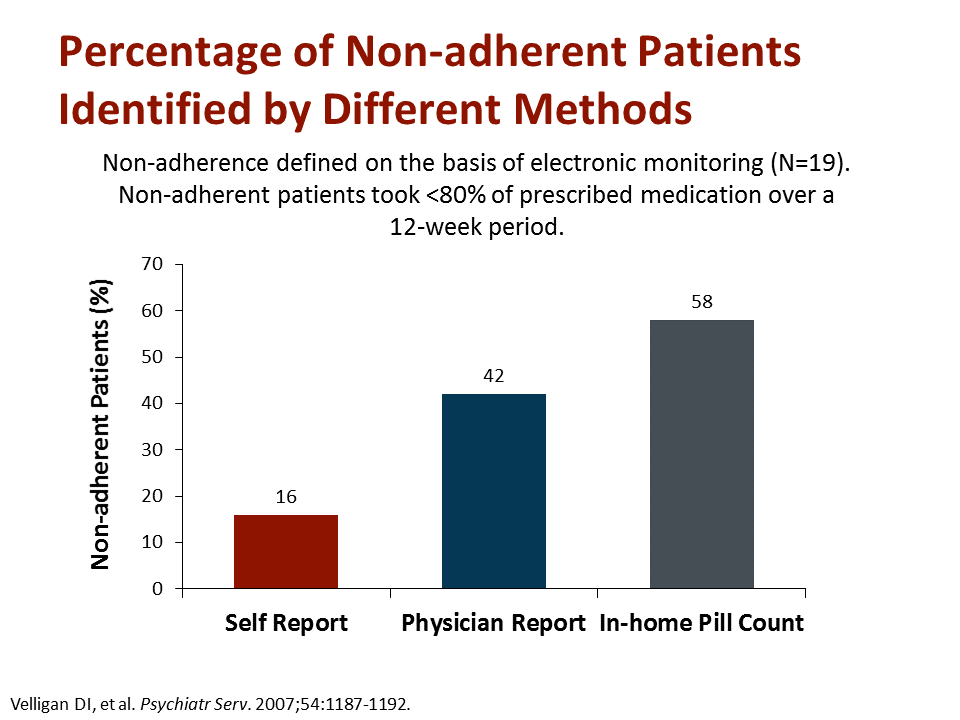 Percentage of Non-adherent Patients
Identified by Different Methods
Non-adherence defined on the basis of electronic monitoring (N=19).
Non-adherent patients took <80% of prescribed medication over a
12-week period.
Non-adherent Patients (%)
70
60
50
40
30
20
10
0
16
42
58
Self Report
Physician Report
In-home Pill Count
Velligan DI, et al. Psychiatr Serv. 2007;54:1187-1192.